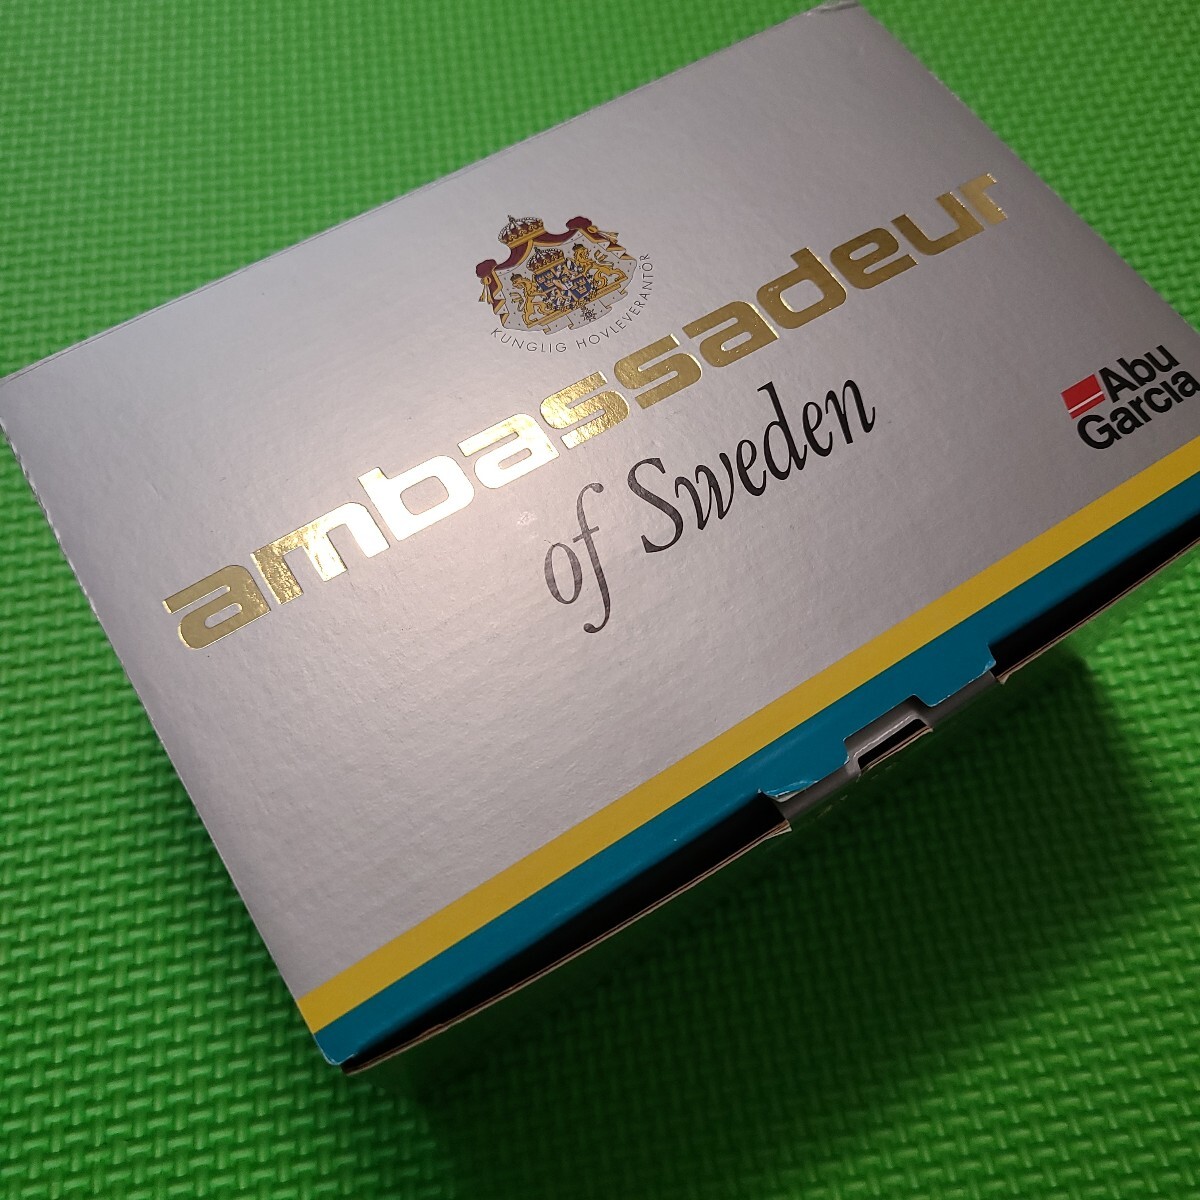 KUNGLIG HOVLEVERANTÖR
ambassadeur
of Sweden
Abu
Garcia